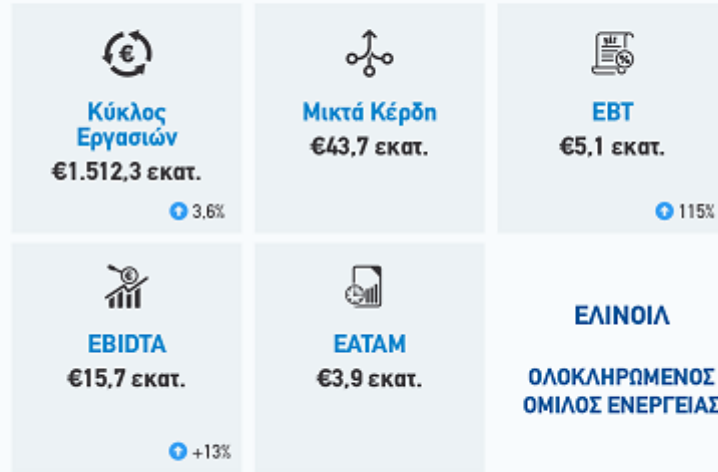 Κύκλος
Εργασιών
€1.512,3 εκατ.
3,6%
Μικτά Κέρδη
€43,7 εκατ.
EBT
€5,1 εκατ.
115%
EBIDTA
€15,7 εκατ.
+13%
EATAM
€3,9 εκατ.
ΕΛΙΝΟΙΛ
ΟΛΟΚΛΗΡΩΜΕΝΟΣ
ΟΜΙΛΟΣ ΕΝΕΡΓΕΙΑΣ